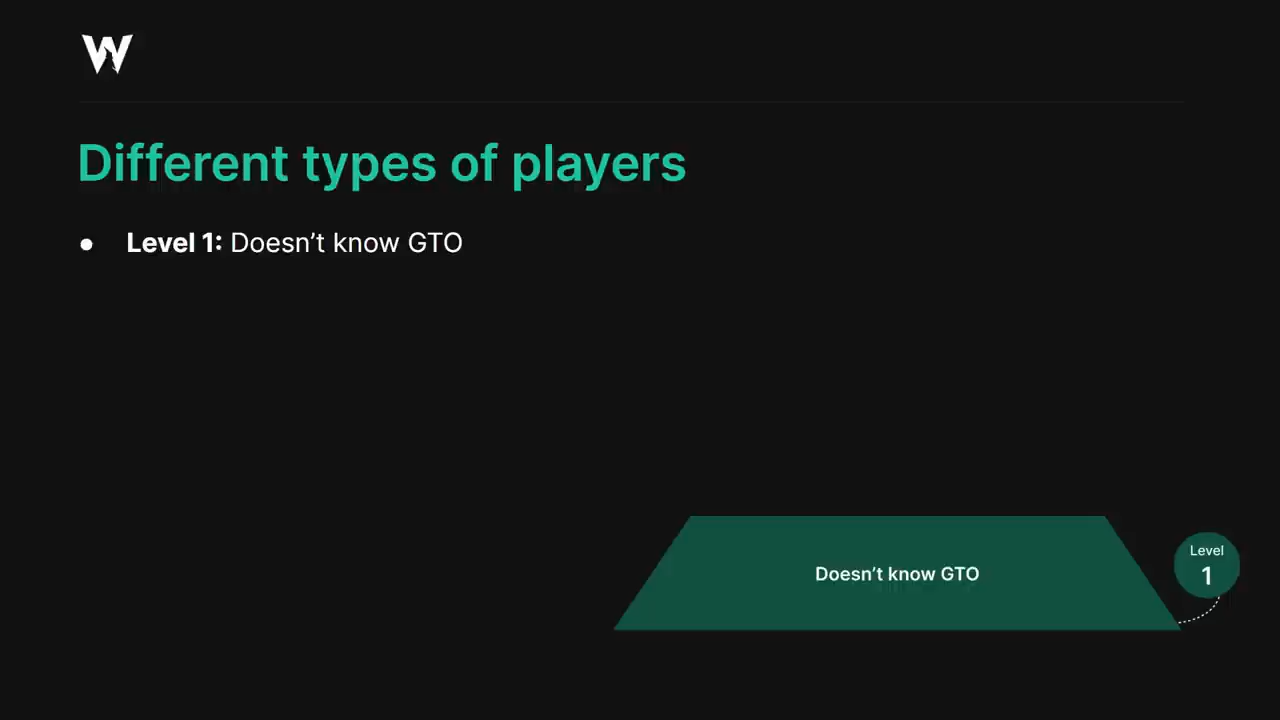 W
Different types of players
● Level 1: Doesn’t know GTO
Doesn’t know GTO
Level
1